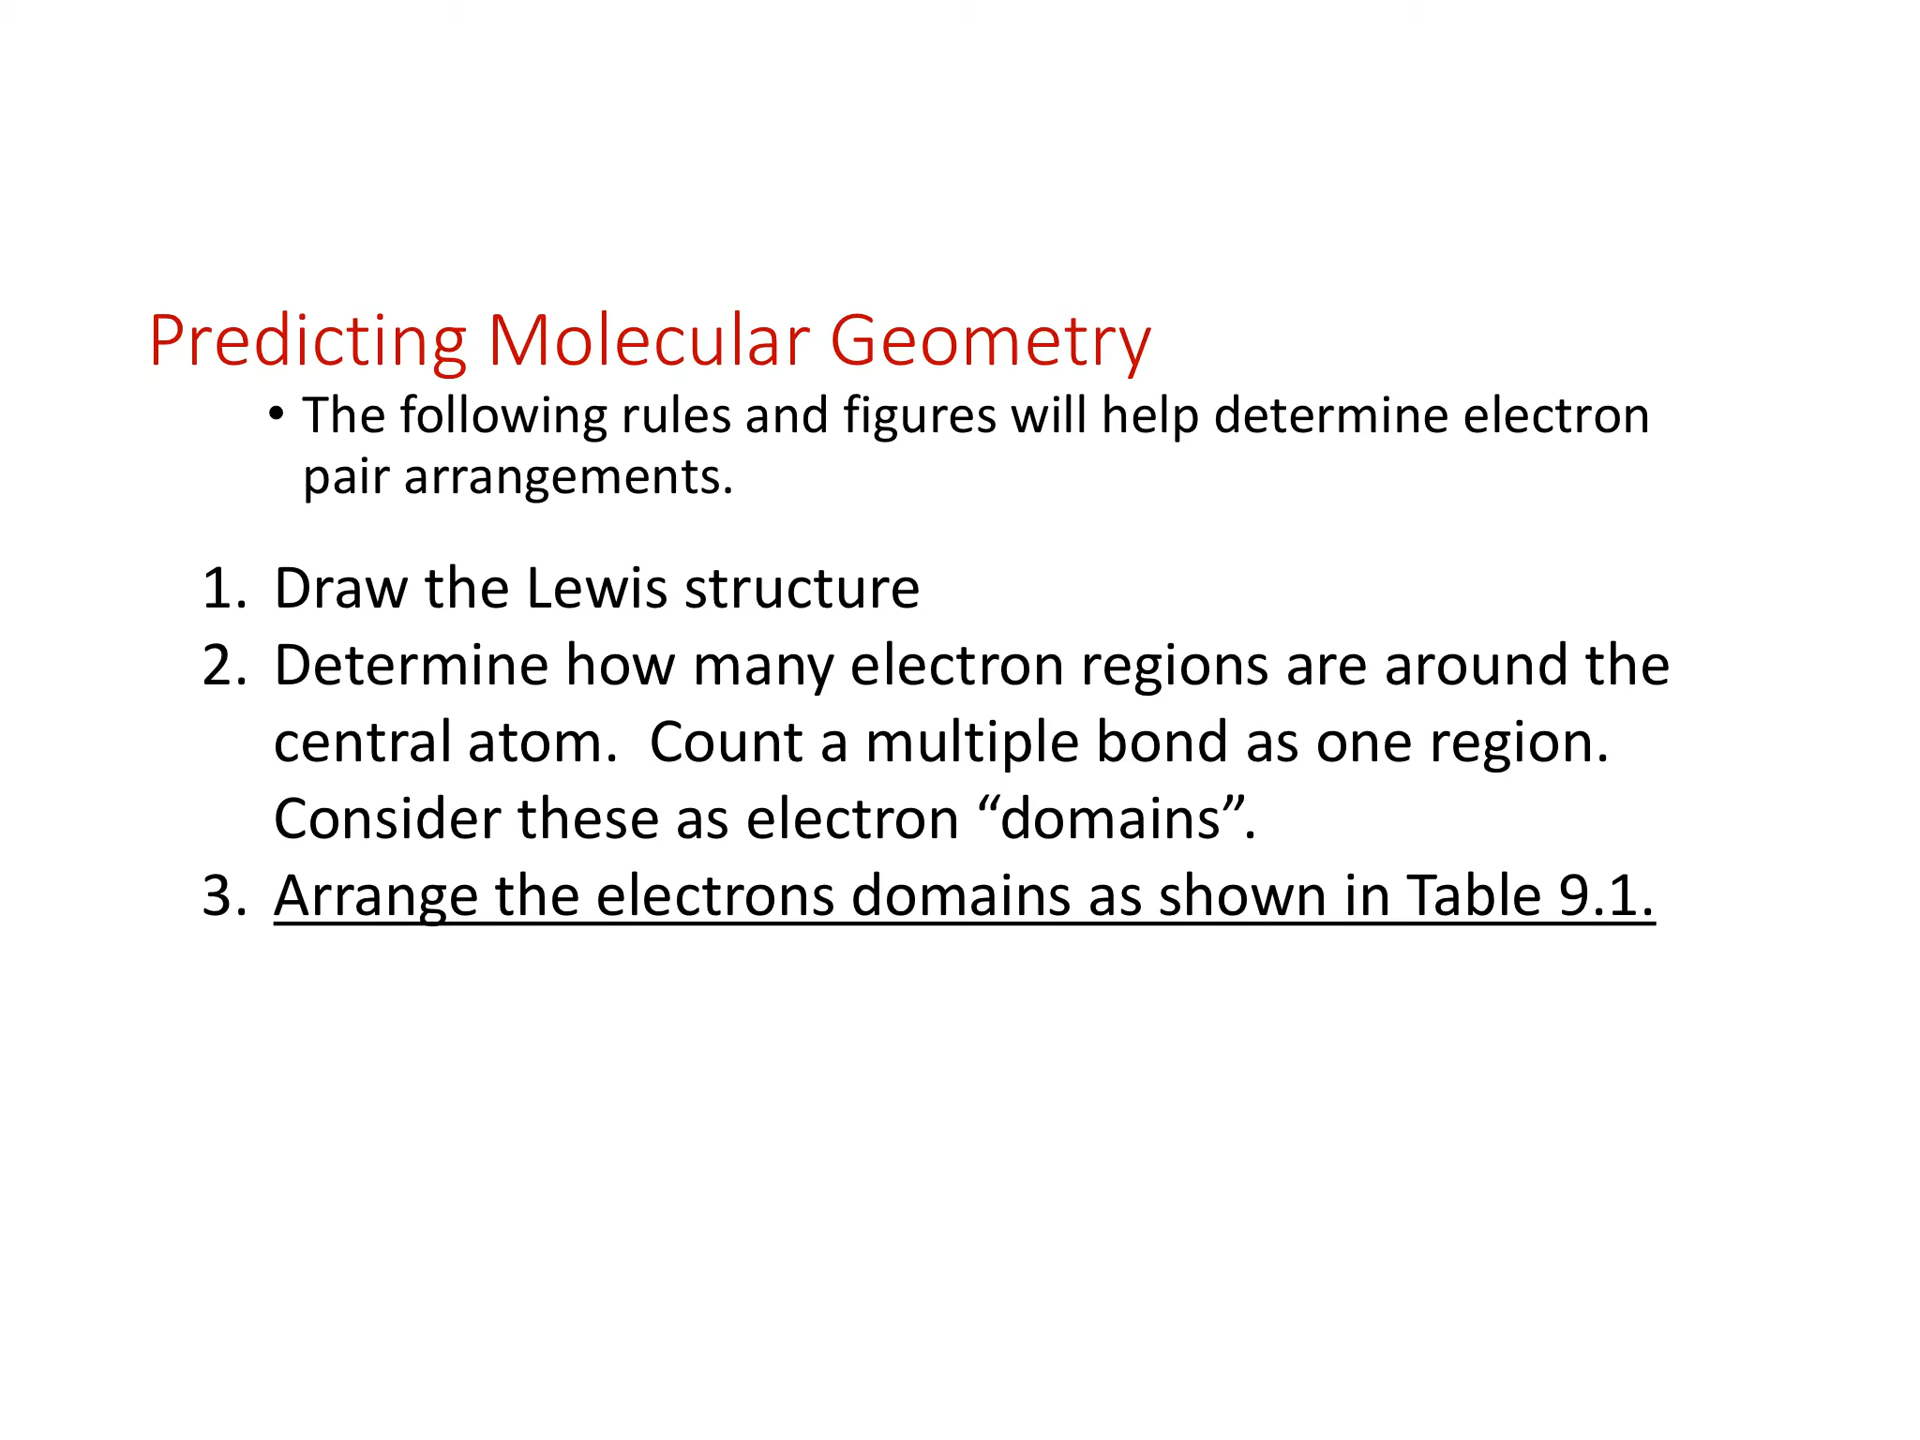 Predicting Molecular Geometry
• The following rules and figures will help determine electron
pair arrangements.
1. Draw the Lewis structure
2. Determine how many electron regions are around the
central atom.  Count a multiple bond as one region.
Consider these as electron “domains”.
3. Arrange the electrons domains as shown in Table 9.1.